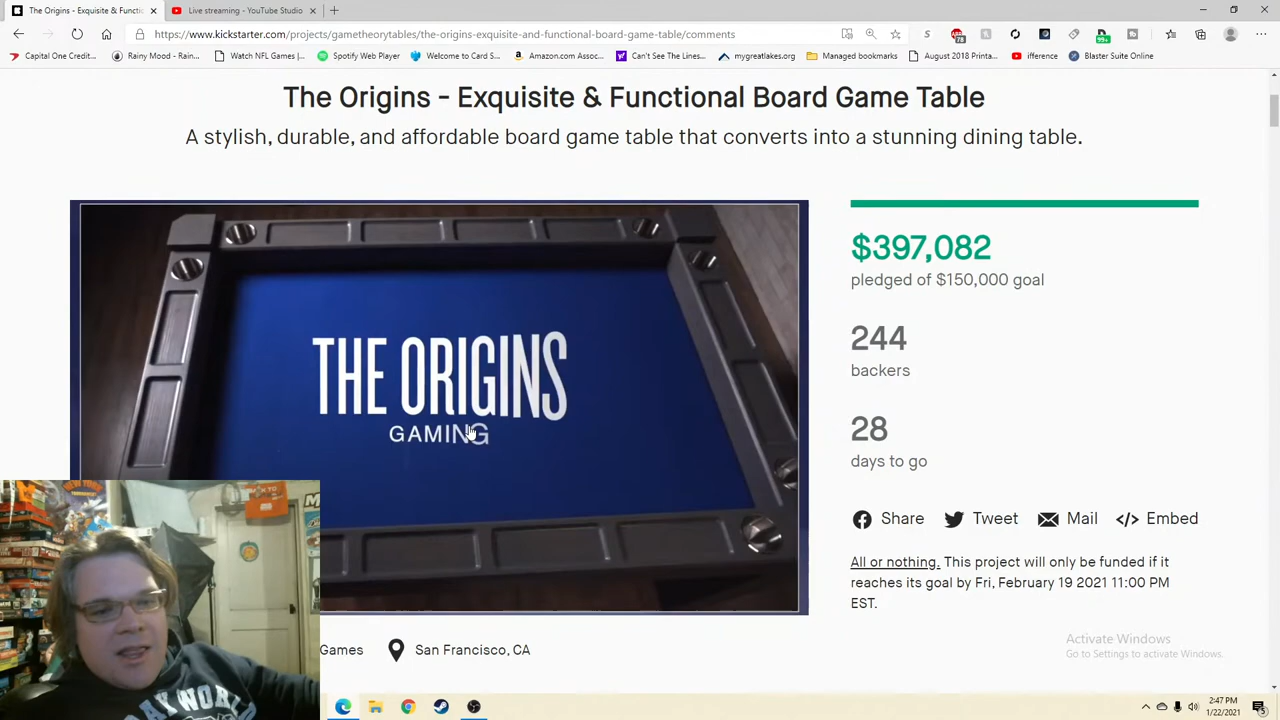 The Origins - Exquisite & Functi
Live streaming - YouTube Studio
https://www.kickstarter.com/projects/gametheorytables/the-origins-exquisite-and-functional-board-game-table/comments
Capital One Credit...
Rainy Mood - Rain...
Watch NFL Games |...
Spotify Web Playe
Welcome to Card S...
Amazon.com Assoc...
Can't See The Lines...
mygreatlakes.org
Managed bookmarks
August 2018 Printa...
ifference
Blaster Suite Online
The Origins - Exquisite & Functional Board Game Table
A stylish, durable, and affordable board game table that converts into a stunning dining table.
THE ORIGINS
GAMING
$397,082
pledged of $150,000 goal
244
backers
28
days to go
Share
Tweet
Mail
Embed
All or nothing. This project will only be funded if it
reaches its goal by Fri, February 19 2021 11:00 PM
EST.
Games
San Francisco, CA
Activate Windows
Go to Settings to activate Windows.
2:47 PM
1/22/2021